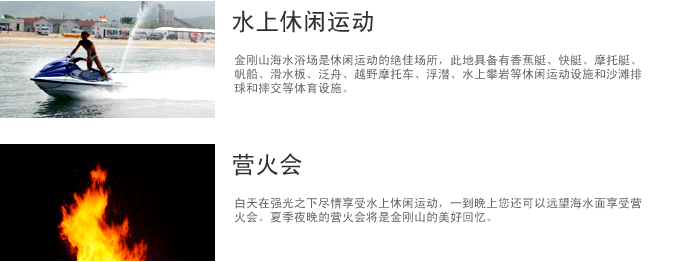 水上休闲运动
金刚山海水浴场是休闲运动的绝佳场所，此地具备有香蕉艇、快艇、摩托艇、
帆船、滑水板、泛舟、越野摩托车、浮潜、水上攀岩等休闲运动设施和沙滩排
球和摔交等体育设施。
营火会
白天在强光之下尽情享受水上休闲运动，一到晚上您还可以远望海水面享受营
火会。夏季夜晚的营火会将是金刚山的美好回忆。